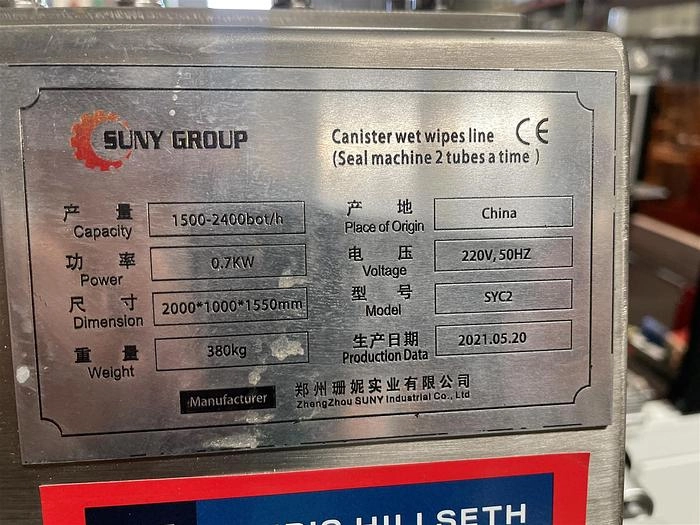 SUNY GROUP
Canister wet wipes line CE
(Seal machine 2 tubes a time )
产 量 Capacity 1500-2400bot/h
产 地 Place of Origin China
功 率 Power 0.7KW
电 压 Voltage 220V, 50HZ
尺 寸 Dimension 2000*1000*1550mm
型 号 Model SYC2
重 量 Weight 380kg
生产日期 Production Data 2021.05.20
Manufacturer 郑州珊妮实业有限公司
ZhengZhou SUNY Industrial Co., Ltd
HILLSETH